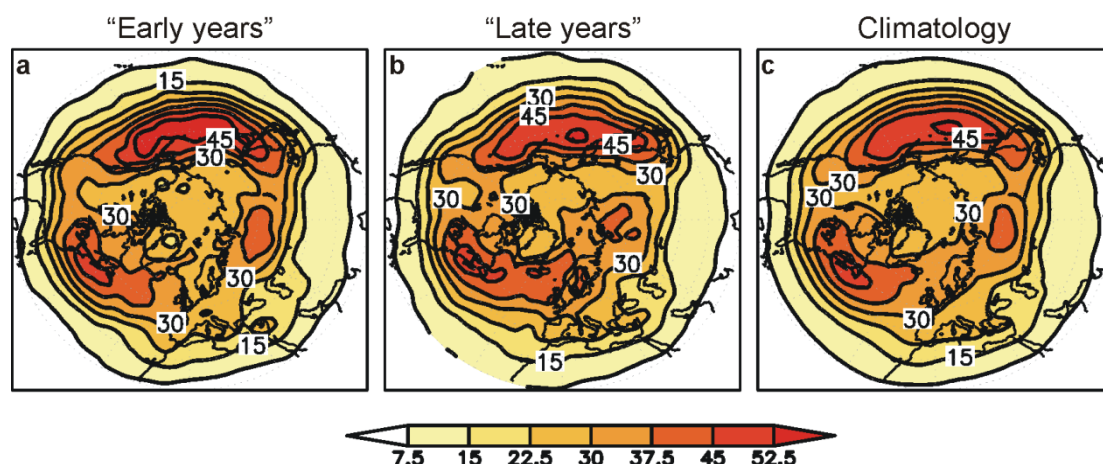 “Early years” “Late years” Climatology
a b c
15 30 45 30 30 30 30 15
30 45 45 30 30 30 30 15
45 30 30 30 30 15
7.5 15 22.5 30 37.5 45 52.5